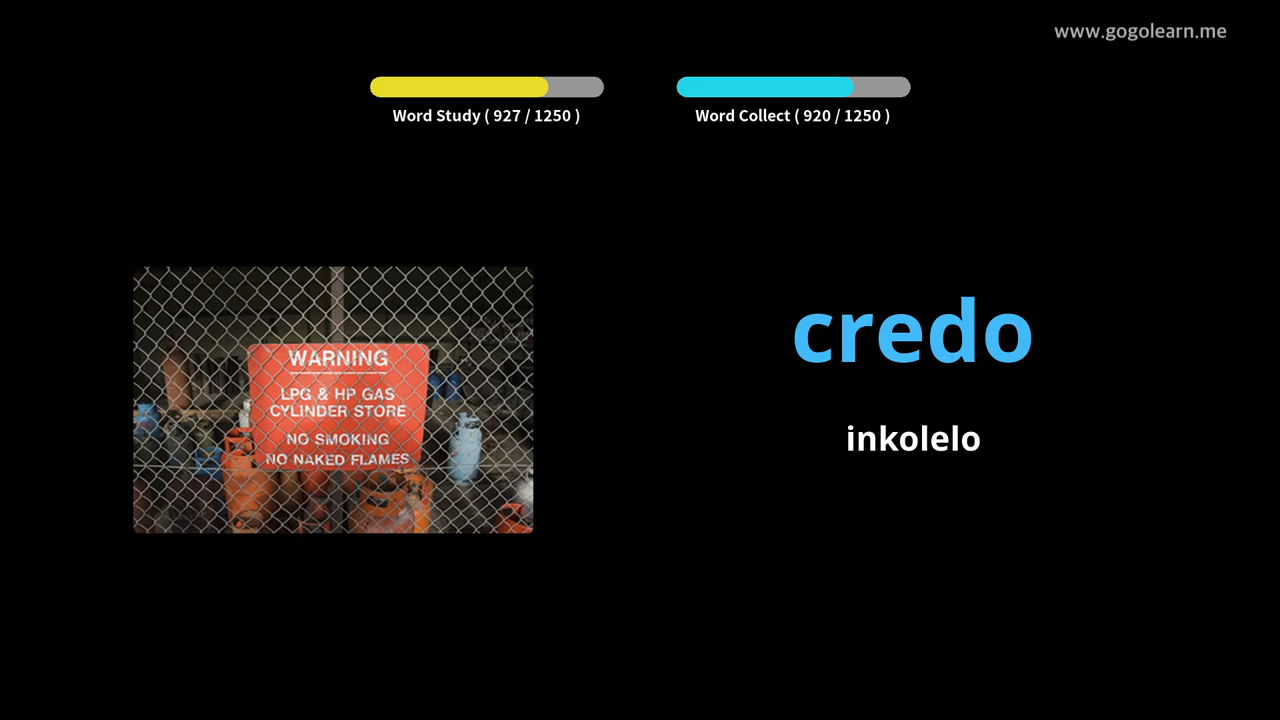 www.gogolearn.me
Word Study ( 927 / 1250 )
Word Collect ( 920 / 1250 )
WARNING
LPG & HP GAS
CYLINDER STORE
NO SMOKING
NO NAKED FLAMES
credo
inkolelo